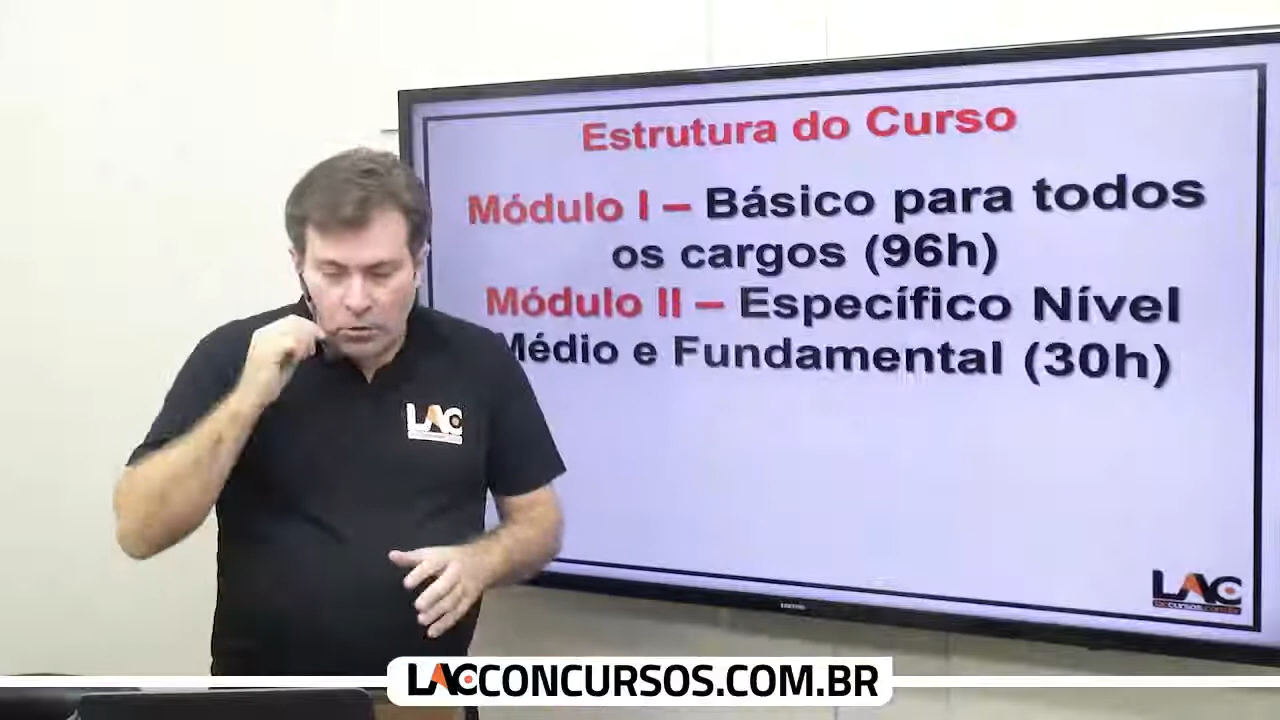 Estrutura do Curso
Módulo I – Básico para todos
os cargos (96h)
Módulo II – Específico Nível
Médio e Fundamental (30h)
LAC
LAC
LACCONCURSOS.COM.BR